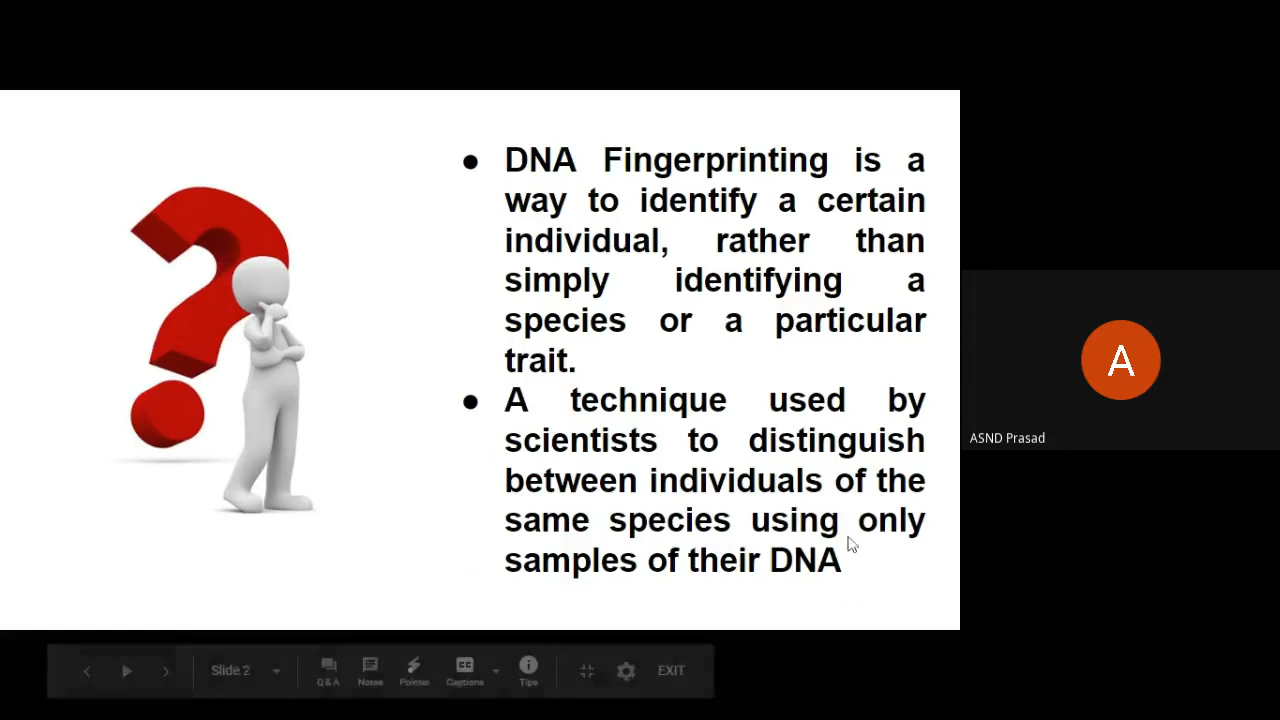 ● DNA Fingerprinting is a
way to identify a certain
individual, rather than
simply identifying a
species or a particular
trait.
● A technique used by
scientists to distinguish
between individuals of the
same species using only
samples of their DNA
A
ASND Prasad
Slide 2
Q & A
Notes
Pointer
CC
Captions
Tips
EXIT